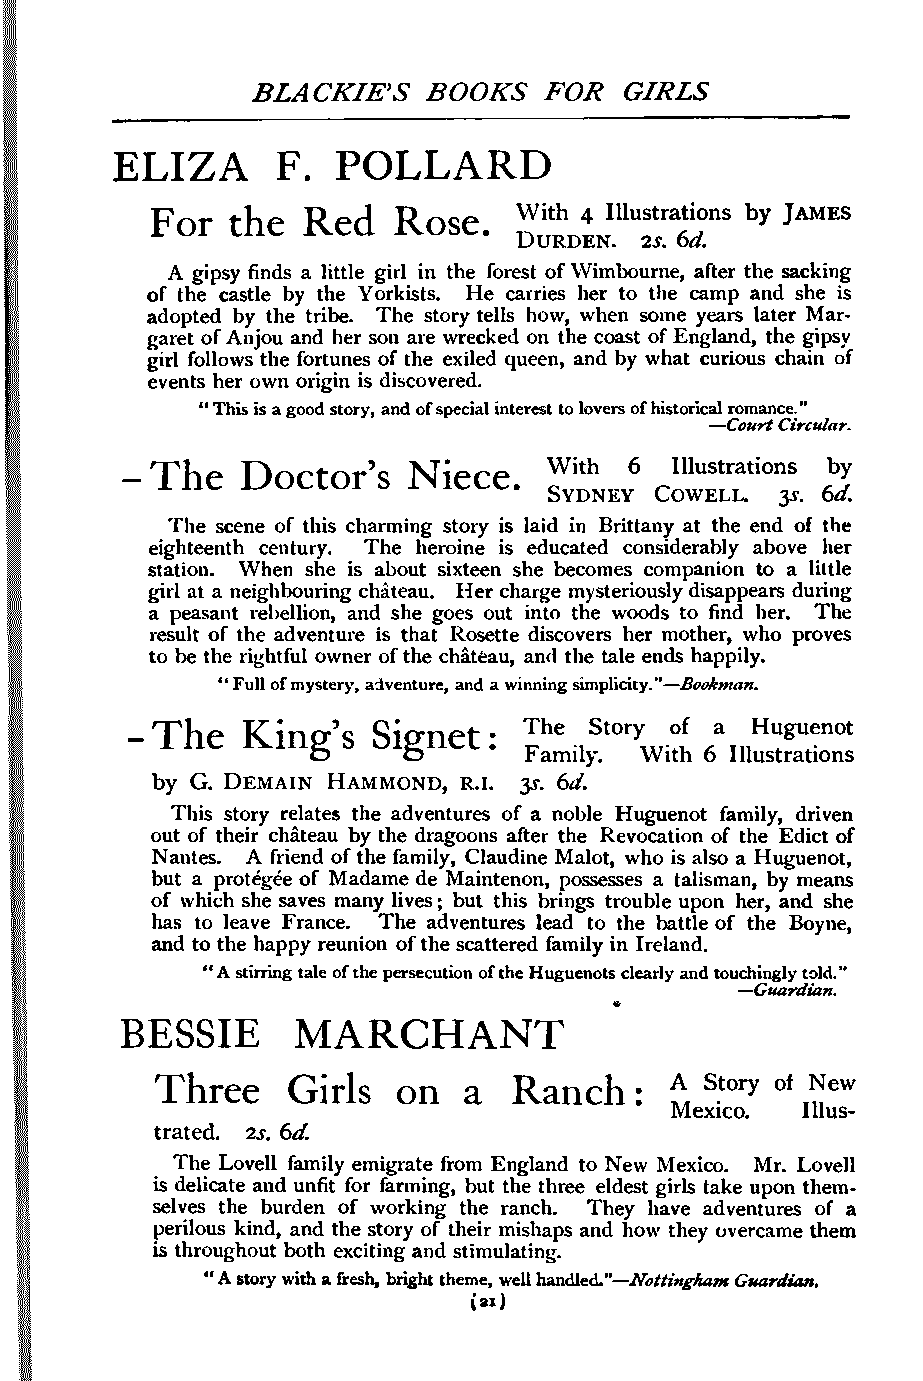 BLACKIE'S BOOKS FOR GIRLS
ELIZA F. POLLARD
For the Red Rose. With 4 Illustrations by JAMES
DURDEN. 2s. 6d.
A gipsy finds a little girl in the forest of Wimbourne, after the sacking
of the castle by the Yorkists. He carries her to the camp and she is
adopted by the tribe. The story tells how, when some years later Mar-
garet of Anjou and her son are wrecked on the coast of England, the gipsy
girl follows the fortunes of the exiled queen, and by what curious chain of
events her own origin is discovered.
"This is a good story, and of special interest to lovers of historical romance."
—Court Circular.
–The Doctor's Niece. With 6 Illustrations by
SYDNEY COWELL. 3s. 6d.
The scene of this charming story is laid in Brittany at the end of the
eighteenth century. The heroine is educated considerably above her
station. When she is about sixteen she becomes companion to a little
girl at a neighbouring château. Her charge mysteriously disappears during
a peasant rebellion, and she goes out into the woods to find her. The
result of the adventure is that Rosette discovers her mother, who proves
to be the rightful owner of the château, and the tale ends happily.
"Full of mystery, adventure, and a winning simplicity."—Bookman.
–The King's Signet: The Story of a Huguenot
Family. With 6 Illustrations
by G. DEMAIN HAMMOND, R.I. 3s. 6d.
This story relates the adventures of a noble Huguenot family, driven
out of their château by the dragoons after the Revocation of the Edict of
Nantes. A friend of the family, Claudine Malot, who is also a Huguenot,
but a protégée of Madame de Maintenon, possesses a talisman, by means
of which she saves many lives; but this brings trouble upon her, and she
has to leave France. The adventures lead to the battle of the Boyne,
and to the happy reunion of the scattered family in Ireland.
"A stirring tale of the persecution of the Huguenots clearly and touchingly told."
—Guardian.
BESSIE MARCHANT
Three Girls on a Ranch: A Story of New
Mexico. Illus-
trated. 2s. 6d.
The Lovell family emigrate from England to New Mexico. Mr. Lovell
is delicate and unfit for farming, but the three eldest girls take upon them-
selves the burden of working the ranch. They have adventures of a
perilous kind, and the story of their mishaps and how they overcame them
is throughout both exciting and stimulating.
"A story with a fresh, bright theme, well handled."—Nottingham Guardian.
(21)